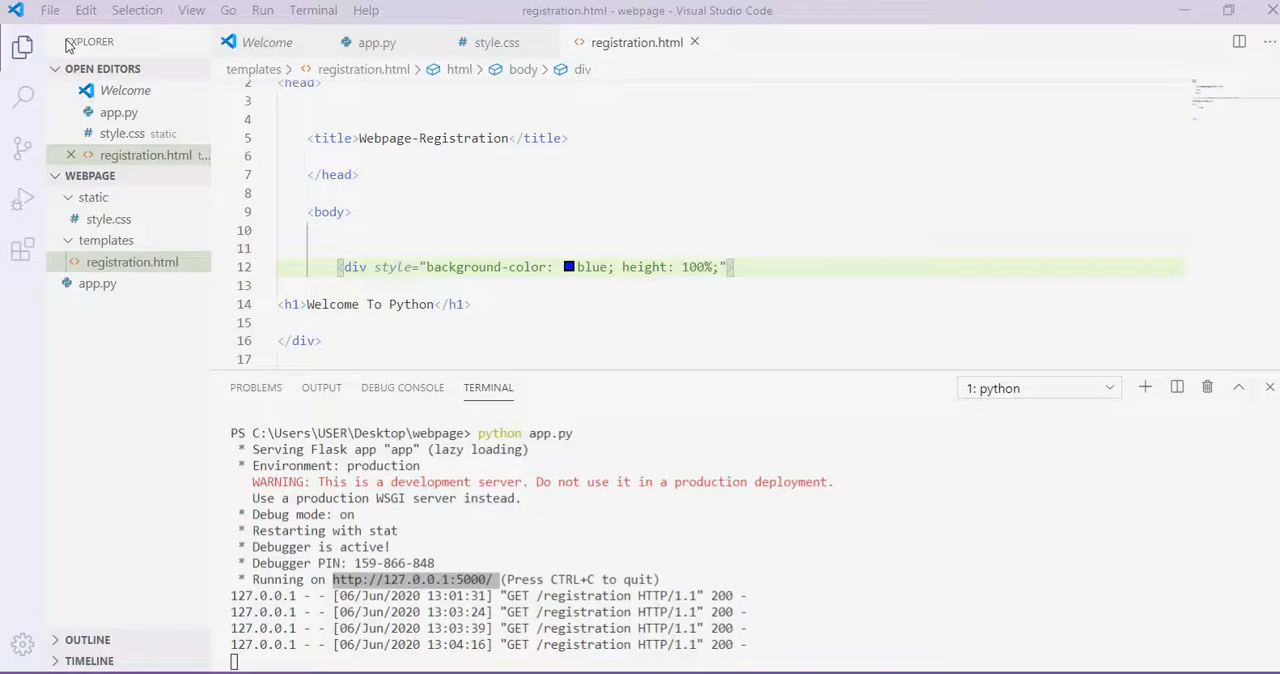 File Edit Selection View Go Run Terminal Help registration.html - webpage - Visual Studio Code
EXPLORER
OPEN EDITORS
Welcome
app.py
style.css static
registration.html t...
WEBPAGE
static
style.css
templates
registration.html
app.py
OUTLINE
TIMELINE
Welcome app.py style.css registration.html
templates > registration.html > html > body > div
2 <head>
3
4
5 <title>Webpage-Registration</title>
6
7 </head>
8
9 <body>
10
11
12 <div style="background-color: blue; height: 100%;">
13
14 <h1>Welcome To Python</h1>
15
16 </div>
17
PROBLEMS OUTPUT DEBUG CONSOLE TERMINAL 1: python
PS C:\Users\USER\Desktop\webpage> python app.py
* Serving Flask app "app" (lazy loading)
* Environment: production
WARNING: This is a development server. Do not use it in a production deployment.
Use a production WSGI server instead.
* Debug mode: on
* Restarting with stat
* Debugger is active!
* Debugger PIN: 159-866-848
* Running on http://127.0.0.1:5000/ (Press CTRL+C to quit)
127.0.0.1 - - [06/Jun/2020 13:01:31] "GET /registration HTTP/1.1" 200 -
127.0.0.1 - - [06/Jun/2020 13:03:24] "GET /registration HTTP/1.1" 200 -
127.0.0.1 - - [06/Jun/2020 13:03:39] "GET /registration HTTP/1.1" 200 -
127.0.0.1 - - [06/Jun/2020 13:04:16] "GET /registration HTTP/1.1" 200 -